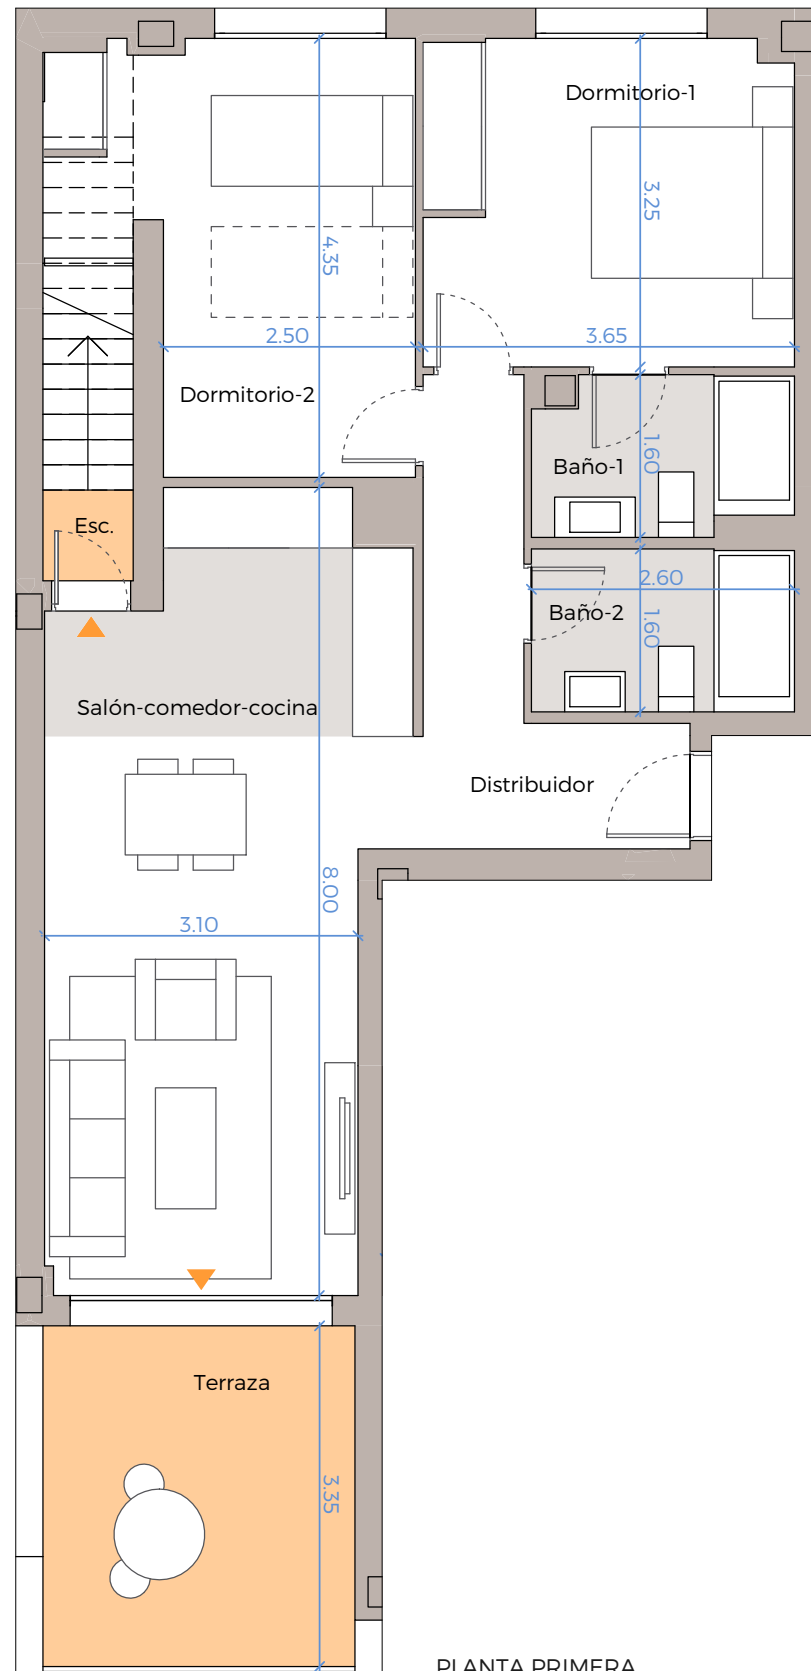 Dormitorio-1
3.25
4.35
2.50
3.65
Dormitorio-2
1.60
Baño-1
Esc.
2.60
Baño-2
1.60
Salón-comedor-cocina
Distribuidor
8.00
3.10
Terraza
3.35
PLANTA PRIMERA